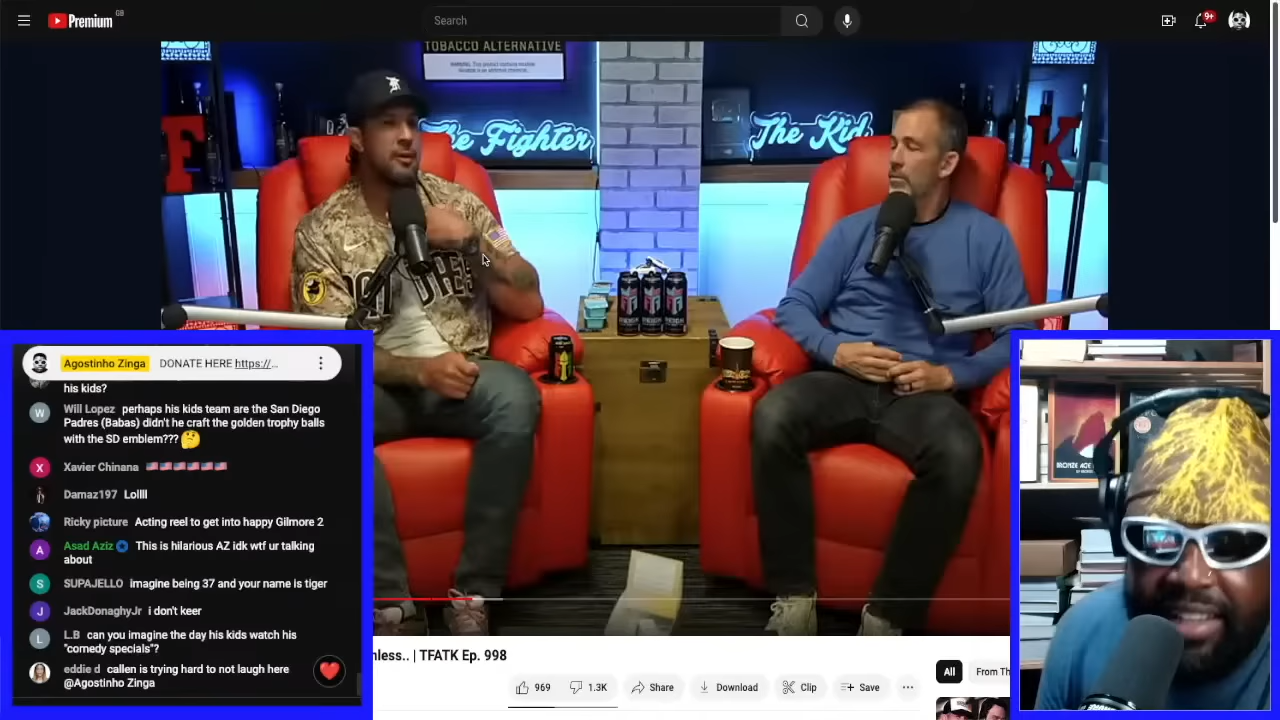 Premium GB
Search
9+
TOBACCO ALTERNATIVE
The Fighter
The Kid
F
K
Agostinho Zinga DONATE HERE https://...
his kids?
W Will Lopez perhaps his kids team are the San Diego
Padres (Babas) didn't he craft the golden trophy balls
with the SD emblem??? 🤔
X Xavier Chinana 🇺🇸🇺🇸🇺🇸🇺🇸🇺🇸🇺🇸
Damaz197 Lollll
Ricky picture Acting reel to get into happy Gilmore 2
A Asad Aziz This is hilarious AZ idk wtf ur talking
about
S SUPAJELLO imagine being 37 and your name is tiger
J JackDonaghyJr i don't keer
L L.B can you imagine the day his kids watch his
"comedy specials"?
eddie d callen is trying hard to not laugh here
@Agostinho Zinga
BRONZE AGE
nless.. | TFATK Ep. 998
969 1.3K Share Download Clip Save ...
All From Th